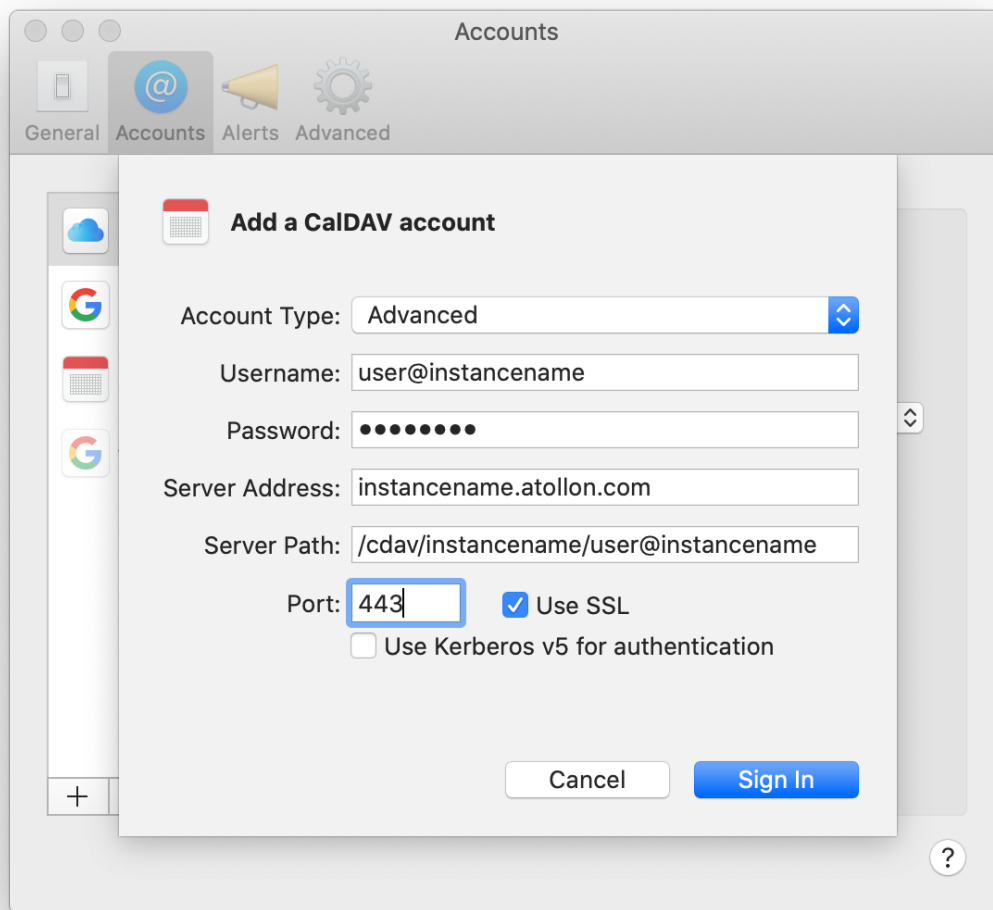 Accounts
General Accounts Alerts Advanced
Add a CalDAV account
Account Type: Advanced
Username: user@instancename
Password: ••••••••
Server Address: instancename.atollon.com
Server Path: /cdav/instancename/user@instancename
Port: 443 Use SSL
Use Kerberos v5 for authentication
Cancel Sign In
+
?